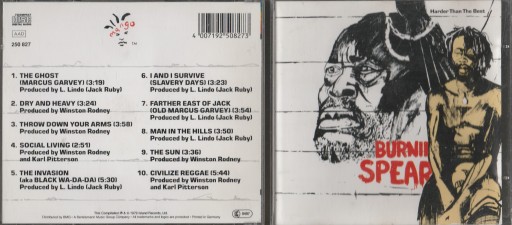 mango
TM
AAD
250 827
4 007192 508273
1. THE GHOST
(MARCUS GARVEY) (3:19)
Produced by L. Lindo (Jack Ruby)
2. DRY AND HEAVY (3:24)
Produced by Winston Rodney
3. THROW DOWN YOUR ARMS (3:58)
Produced by Winston Rodney
4. SOCIAL LIVING (2:51)
Produced by Winston Rodney
and Karl Pitterson
5. THE INVASION
(aka BLACK WA-DA-DA) (5:30)
Produced by L. Lindo (Jack Ruby)
6. I AND I SURVIVE
(SLAVERY DAYS) (3:23)
Produced by L. Lindo (Jack Ruby)
7. FARTHER EAST OF JACK
(OLD MARCUS GARVEY) (3:54)
Produced by L. Lindo (Jack Ruby)
8. MAN IN THE HILLS (3:50)
Produced by L. Lindo (Jack Ruby)
9. THE SUN (3:36)
Produced by Winston Rodney
10. CIVILIZE REGGAE (5:44)
Produced by Winston Rodney
and Karl Pitterson
Harder Than The Best
BURNI
SPEAR